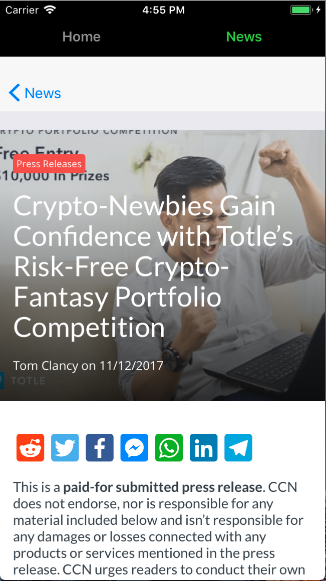 Carrier 4:55 PM
Home News
News
RYPTO PORTFOLIO COMPETITION
Free Entry
$10,000 in Prizes
Press Releases
Crypto-Newbies Gain
Confidence with Totle’s
Risk-Free Crypto-
Fantasy Portfolio
Competition
Tom Clancy on 11/12/2017
TOTLE
This is a paid-for submitted press release. CCN
does not endorse, nor is responsible for any
material included below and isn’t responsible for
any damages or losses connected with any
products or services mentioned in the press
release. CCN urges readers to conduct their own